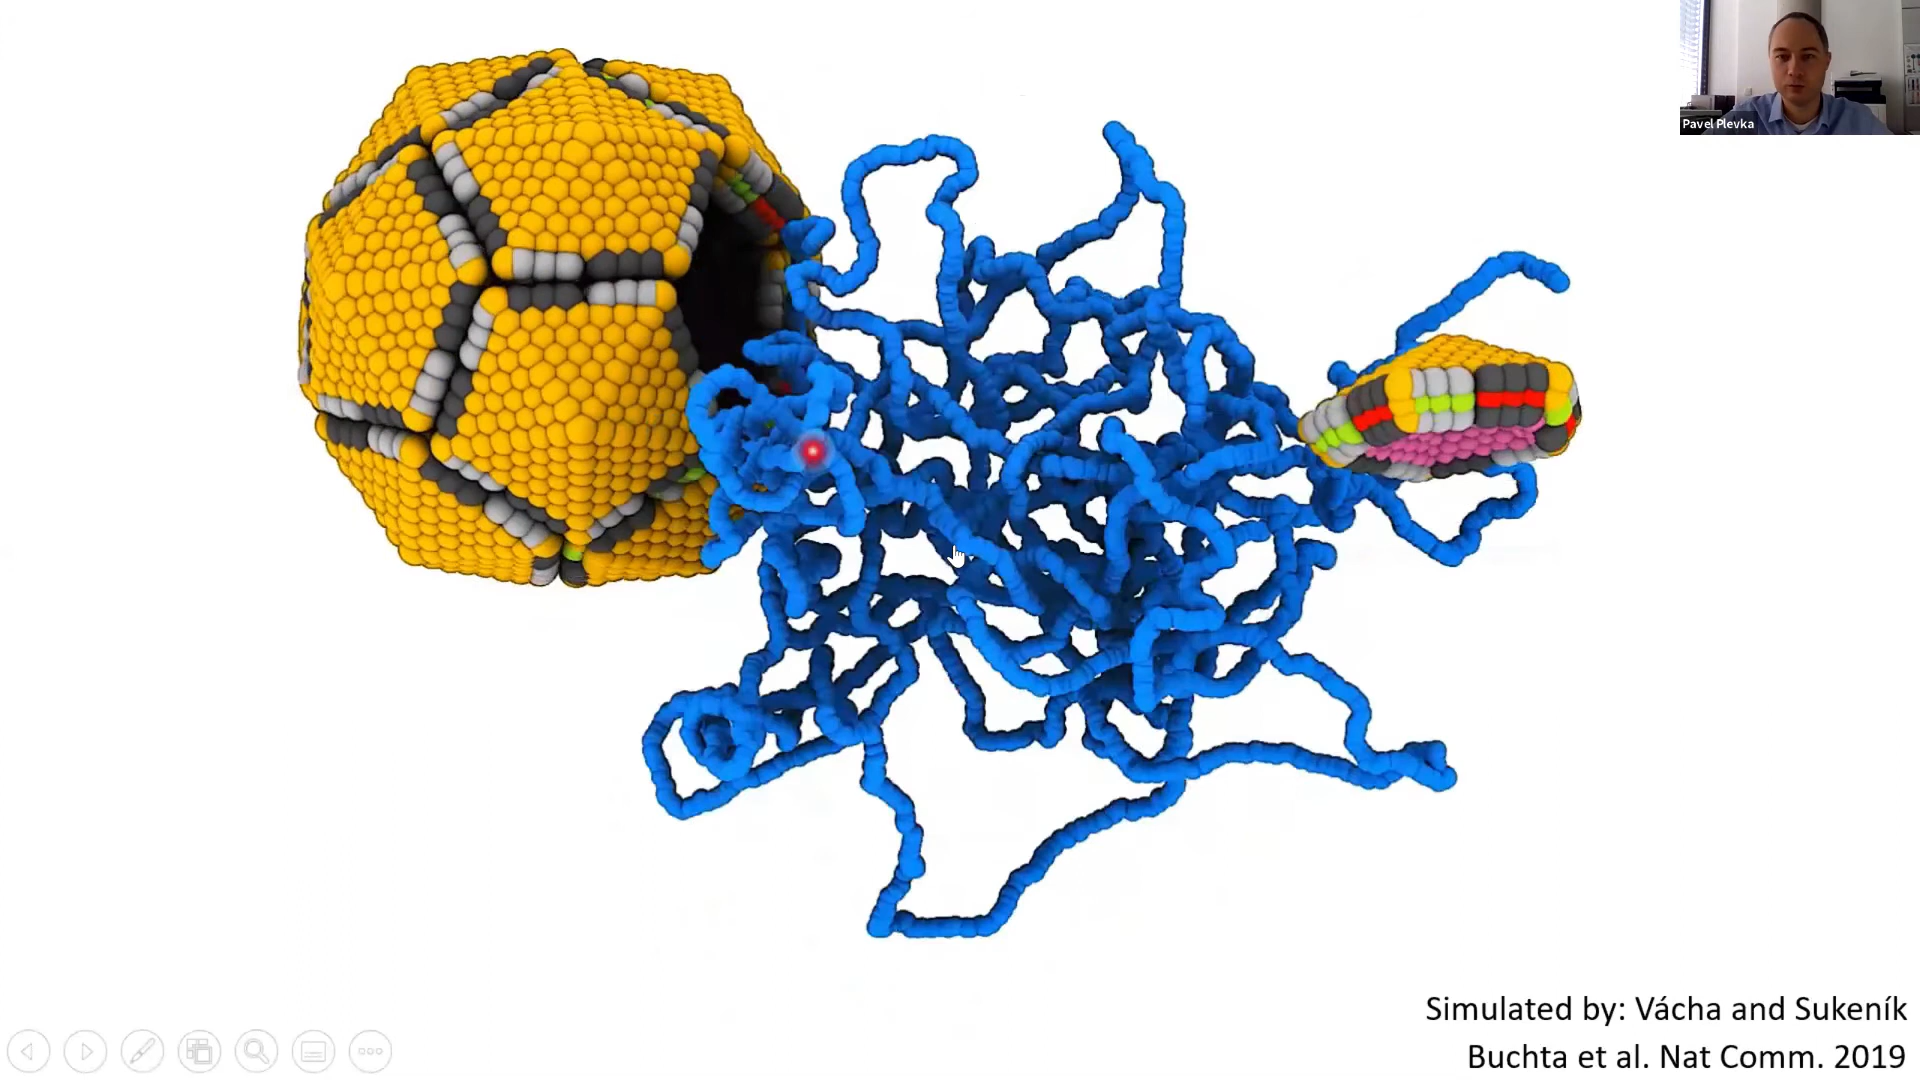 Pavel Plevka
Simulated by: Vácha and Sukeník
Buchta et al. Nat Comm. 2019